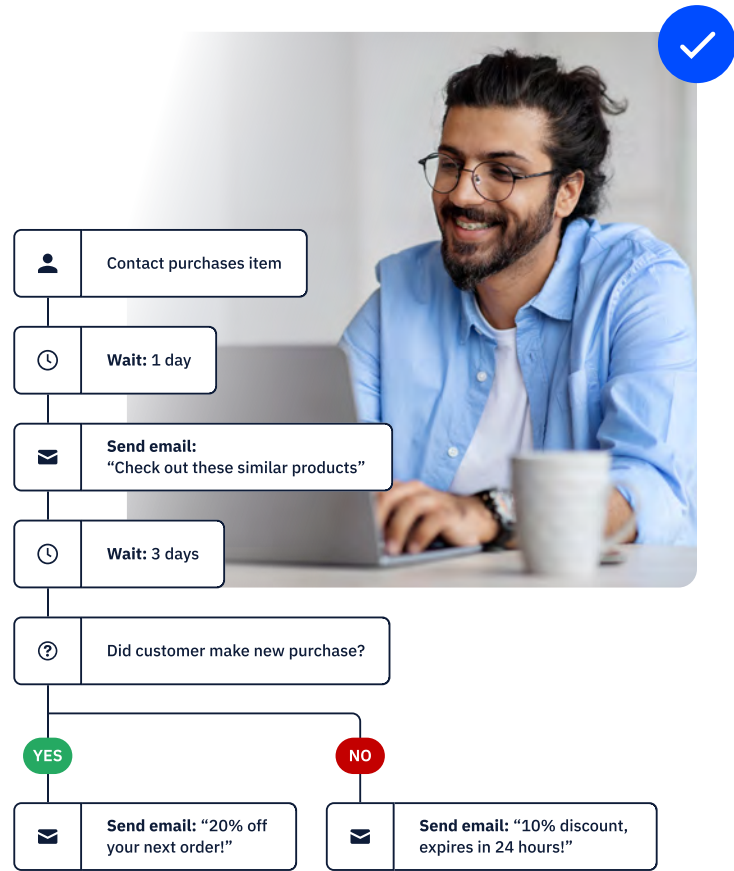 Contact purchases item
Wait: 1 day
Send email:
“Check out these similar products”
Wait: 3 days
Did customer make new purchase?
YES
NO
Send email: “20% off
your next order!”
Send email: “10% discount,
expires in 24 hours!”